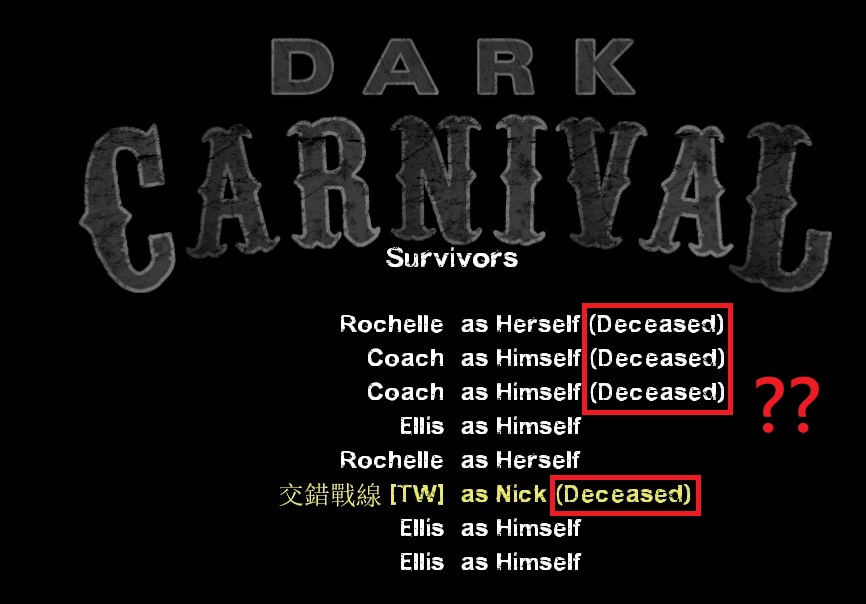 DARK
CARNIVAL
Survivors
Rochelle as Herself (Deceased)
Coach as Himself (Deceased)
Coach as Himself (Deceased)
??
Ellis as Himself
Rochelle as Herself
交錯戰線 [TW] as Nick (Deceased)
Ellis as Himself
Ellis as Himself